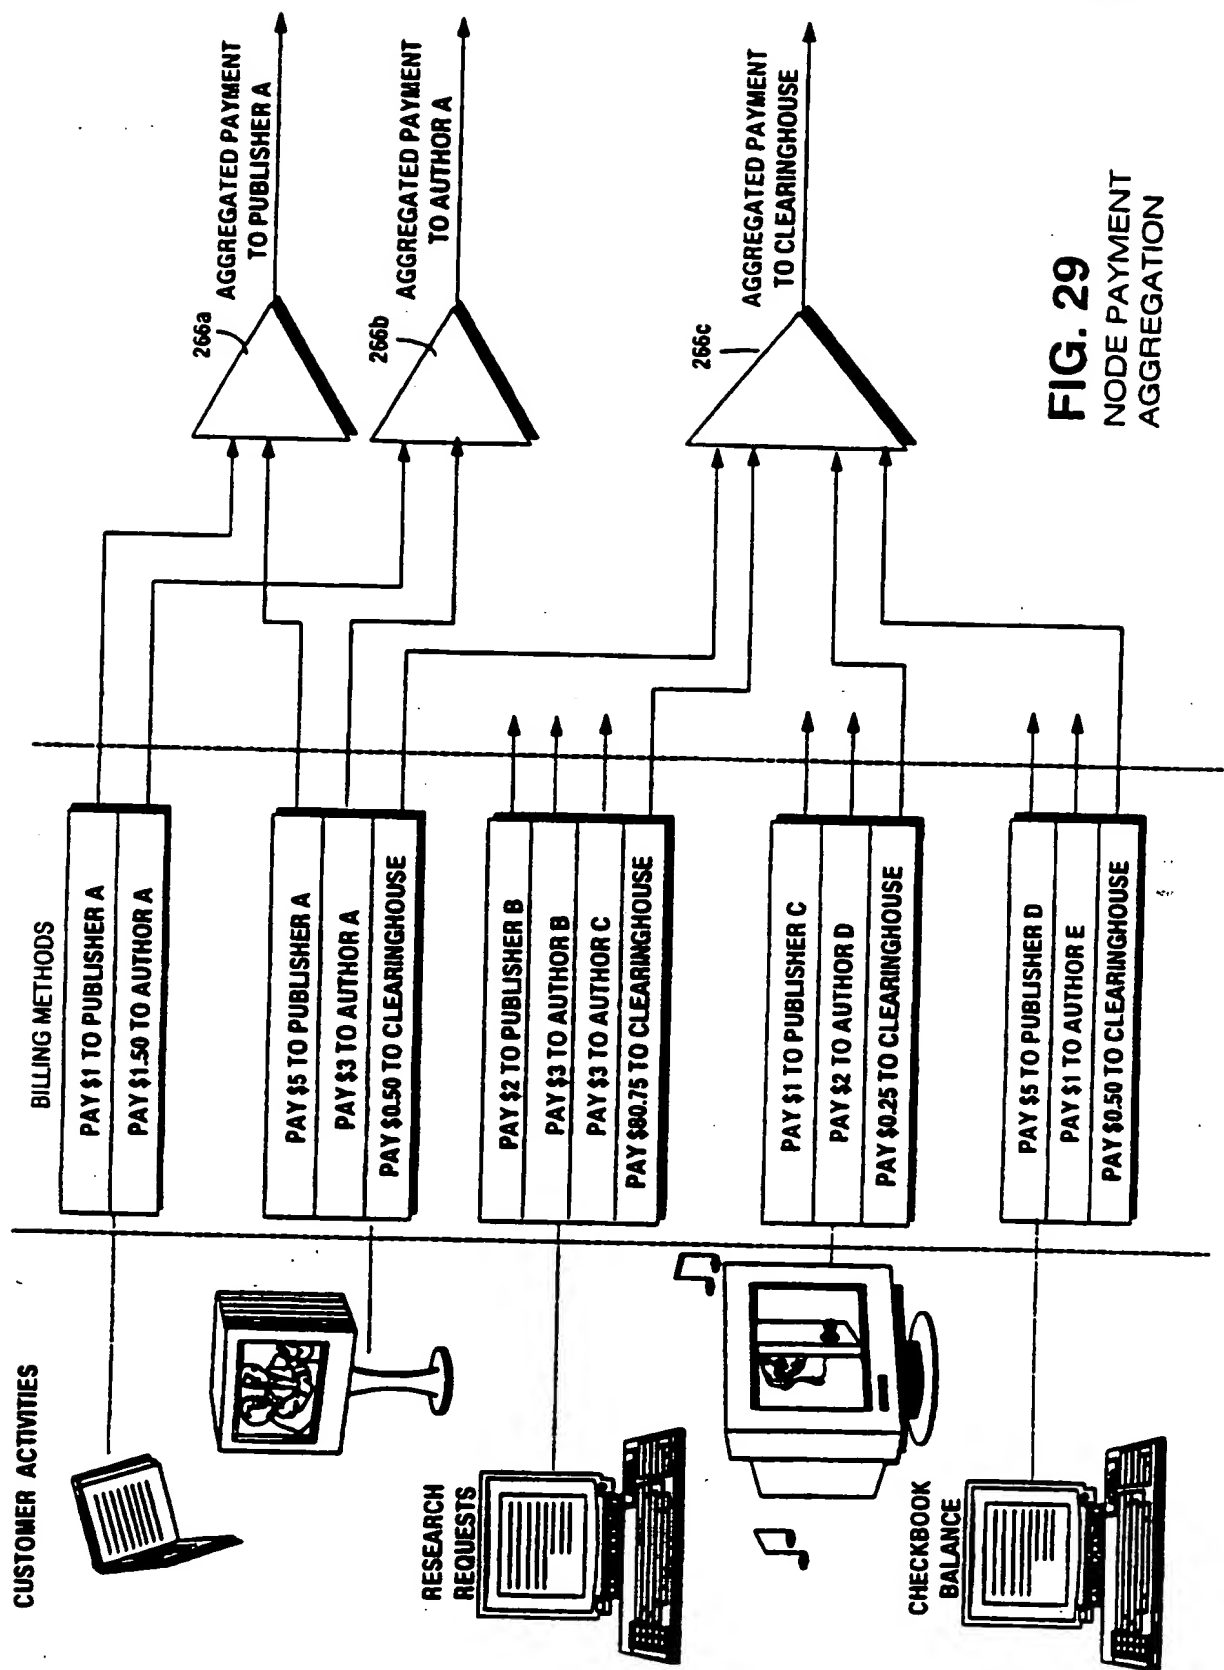 CUSTOMER ACTIVITIES
BILLING METHODS
PAY $1 TO PUBLISHER A
PAY $1.50 TO AUTHOR A
PAY $5 TO PUBLISHER A
PAY $3 TO AUTHOR A
PAY $0.50 TO CLEARINGHOUSE
RESEARCH
REQUESTS
PAY $2 TO PUBLISHER B
PAY $3 TO AUTHOR B
PAY $3 TO AUTHOR C
PAY $80.75 TO CLEARINGHOUSE
PAY $1 TO PUBLISHER C
PAY $2 TO AUTHOR D
PAY $0.25 TO CLEARINGHOUSE
CHECKBOOK
BALANCE
PAY $5 TO PUBLISHER D
PAY $1 TO AUTHOR E
PAY $0.50 TO CLEARINGHOUSE
266a
AGGREGATED PAYMENT
TO PUBLISHER A
266b
AGGREGATED PAYMENT
TO AUTHOR A
266c
AGGREGATED PAYMENT
TO CLEARINGHOUSE
FIG. 29
NODE PAYMENT
AGGREGATION